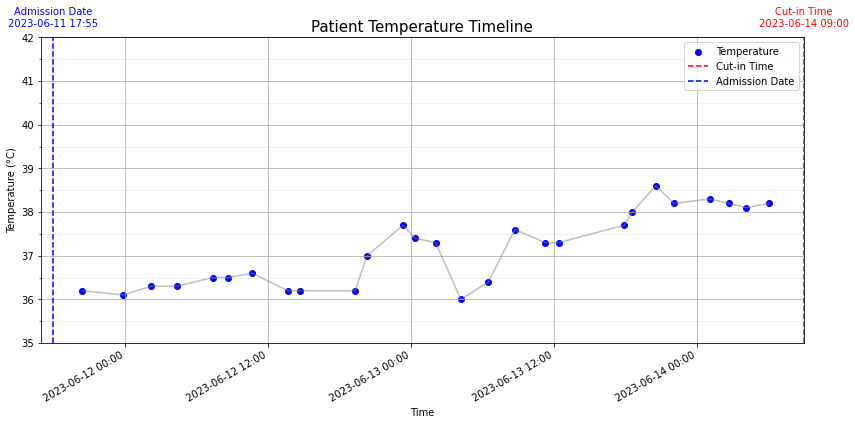 Admission Date
2023-06-11 17:55
Cut-in Time
2023-06-14 09:00
Patient Temperature Timeline
Temperature
Cut-in Time
Admission Date
Temperature (°C)
42
41
40
39
38
37
36
35
2023-06-12 00:00
2023-06-12 12:00
2023-06-13 00:00
2023-06-13 12:00
2023-06-14 00:00
Time